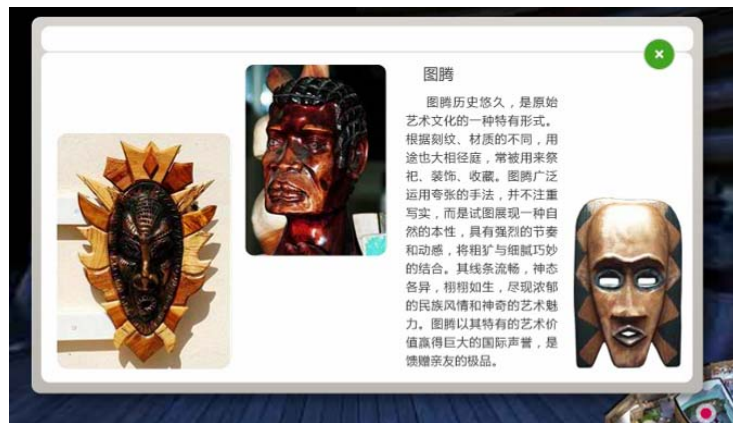 图腾
图腾历史悠久，是原始
艺术文化的一种特有形式。
根据刻纹、材质的不同，用
途也大相径庭，常被用来祭
祀、装饰、收藏。图腾广泛
运用夸张的手法，并不注重
写实，而是试图展现一种自
然的本性，具有强烈的节奏
和动感，将粗犷与细腻巧妙
的结合。其线条流畅，神态
各异，栩栩如生，尽现浓郁
的民族风情和神奇的艺术魅
力。图腾以其特有的艺术价
值赢得巨大的国际声誉，是
馈赠亲友的极品。